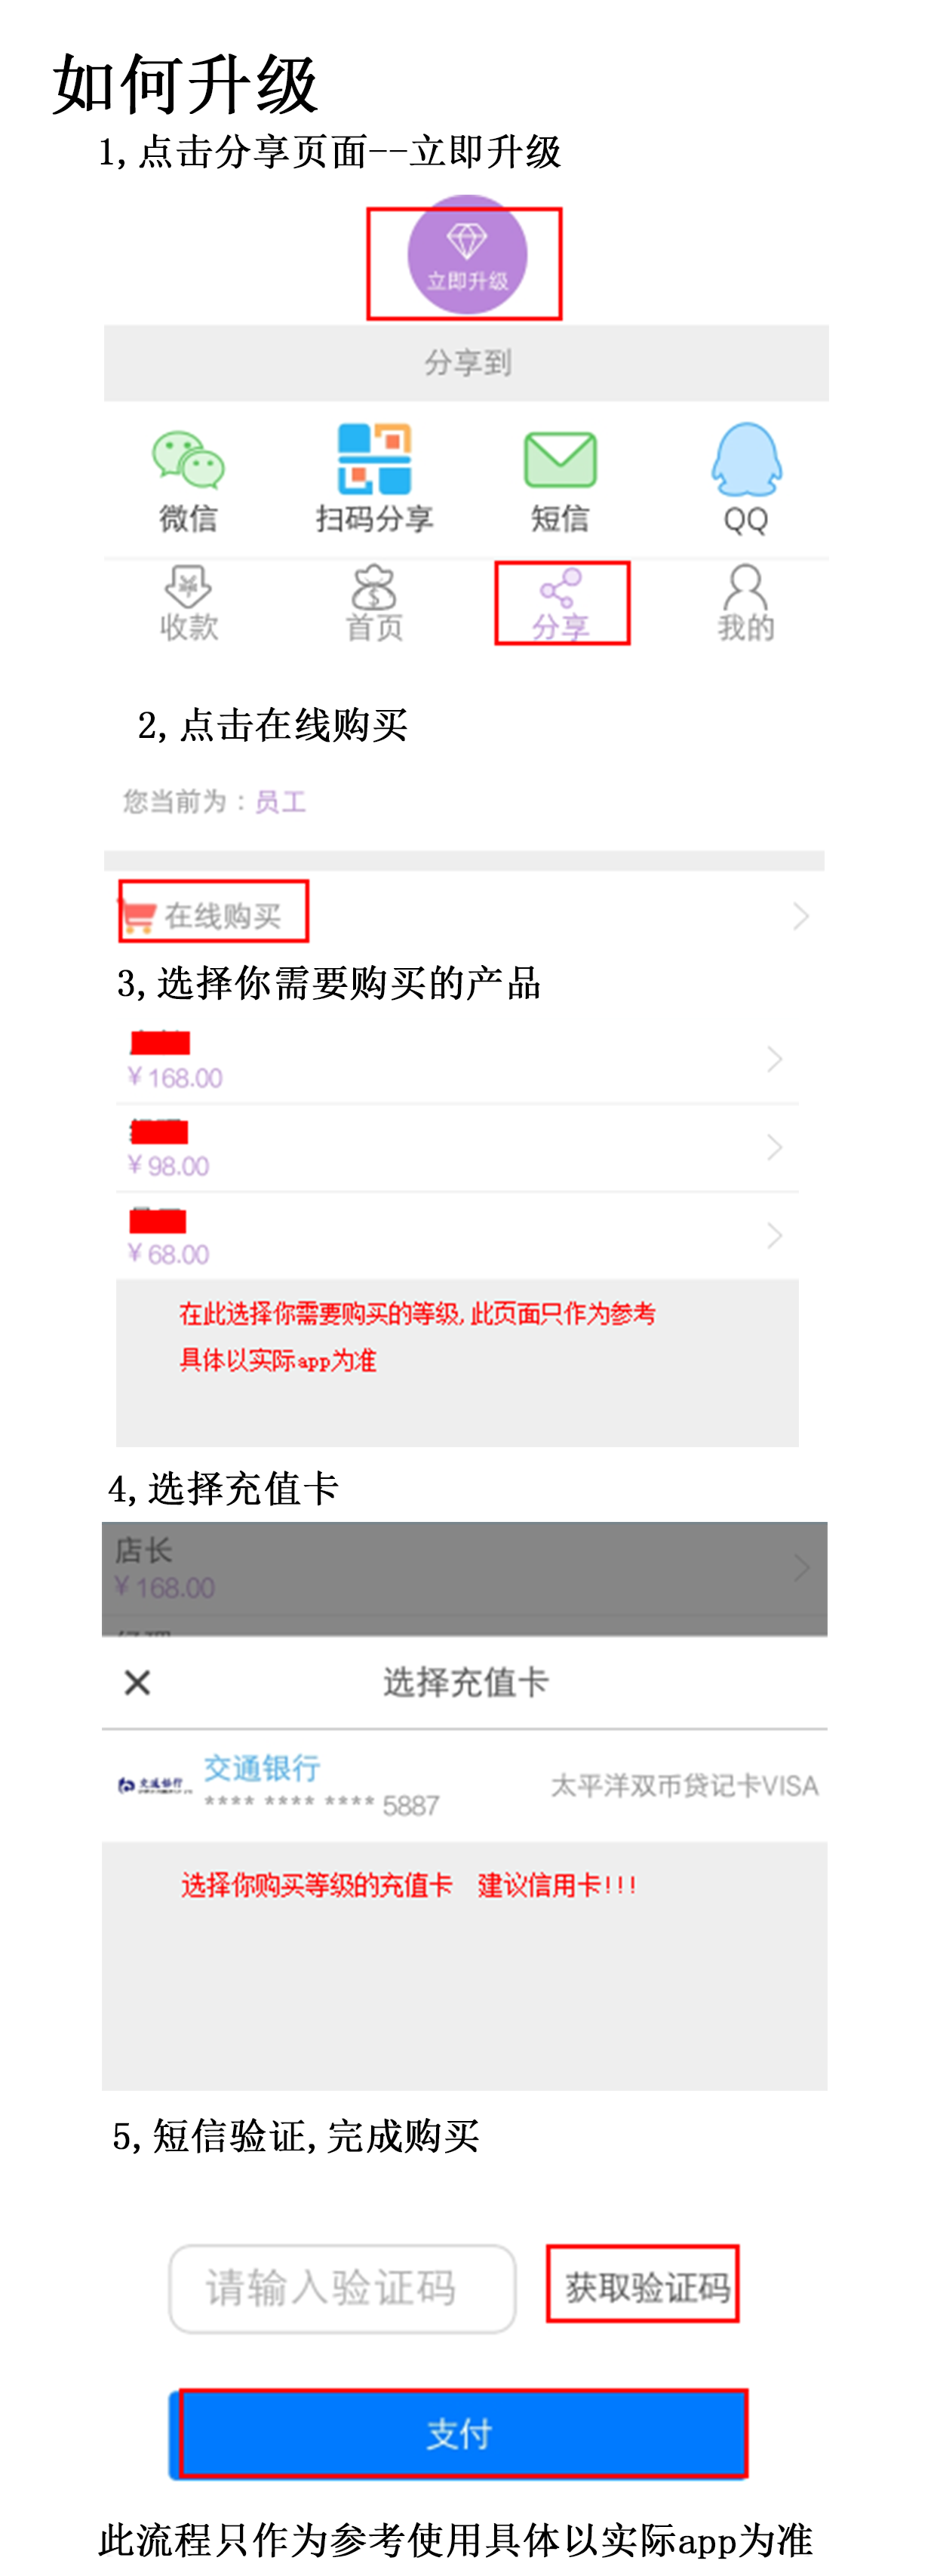 如何升级
1,点击分享页面--立即升级
立即升级
分享到
微信 扫码分享 短信 QQ
收款 首页 分享 我的
2,点击在线购买
您当前为：员工
在线购买
3,选择你需要购买的产品
¥ 168.00
¥ 98.00
¥ 68.00
在此选择你需要购买的等级,此页面只作为参考
具体以实际app为准
4,选择充值卡
店长
¥ 168.00
选择充值卡
交通银行
交通银行
**** **** **** 5887
太平洋双币贷记卡VISA
选择你购买等级的充值卡 建议信用卡!!!
5,短信验证,完成购买
请输入验证码 获取验证码
支付
此流程只作为参考使用具体以实际app为准